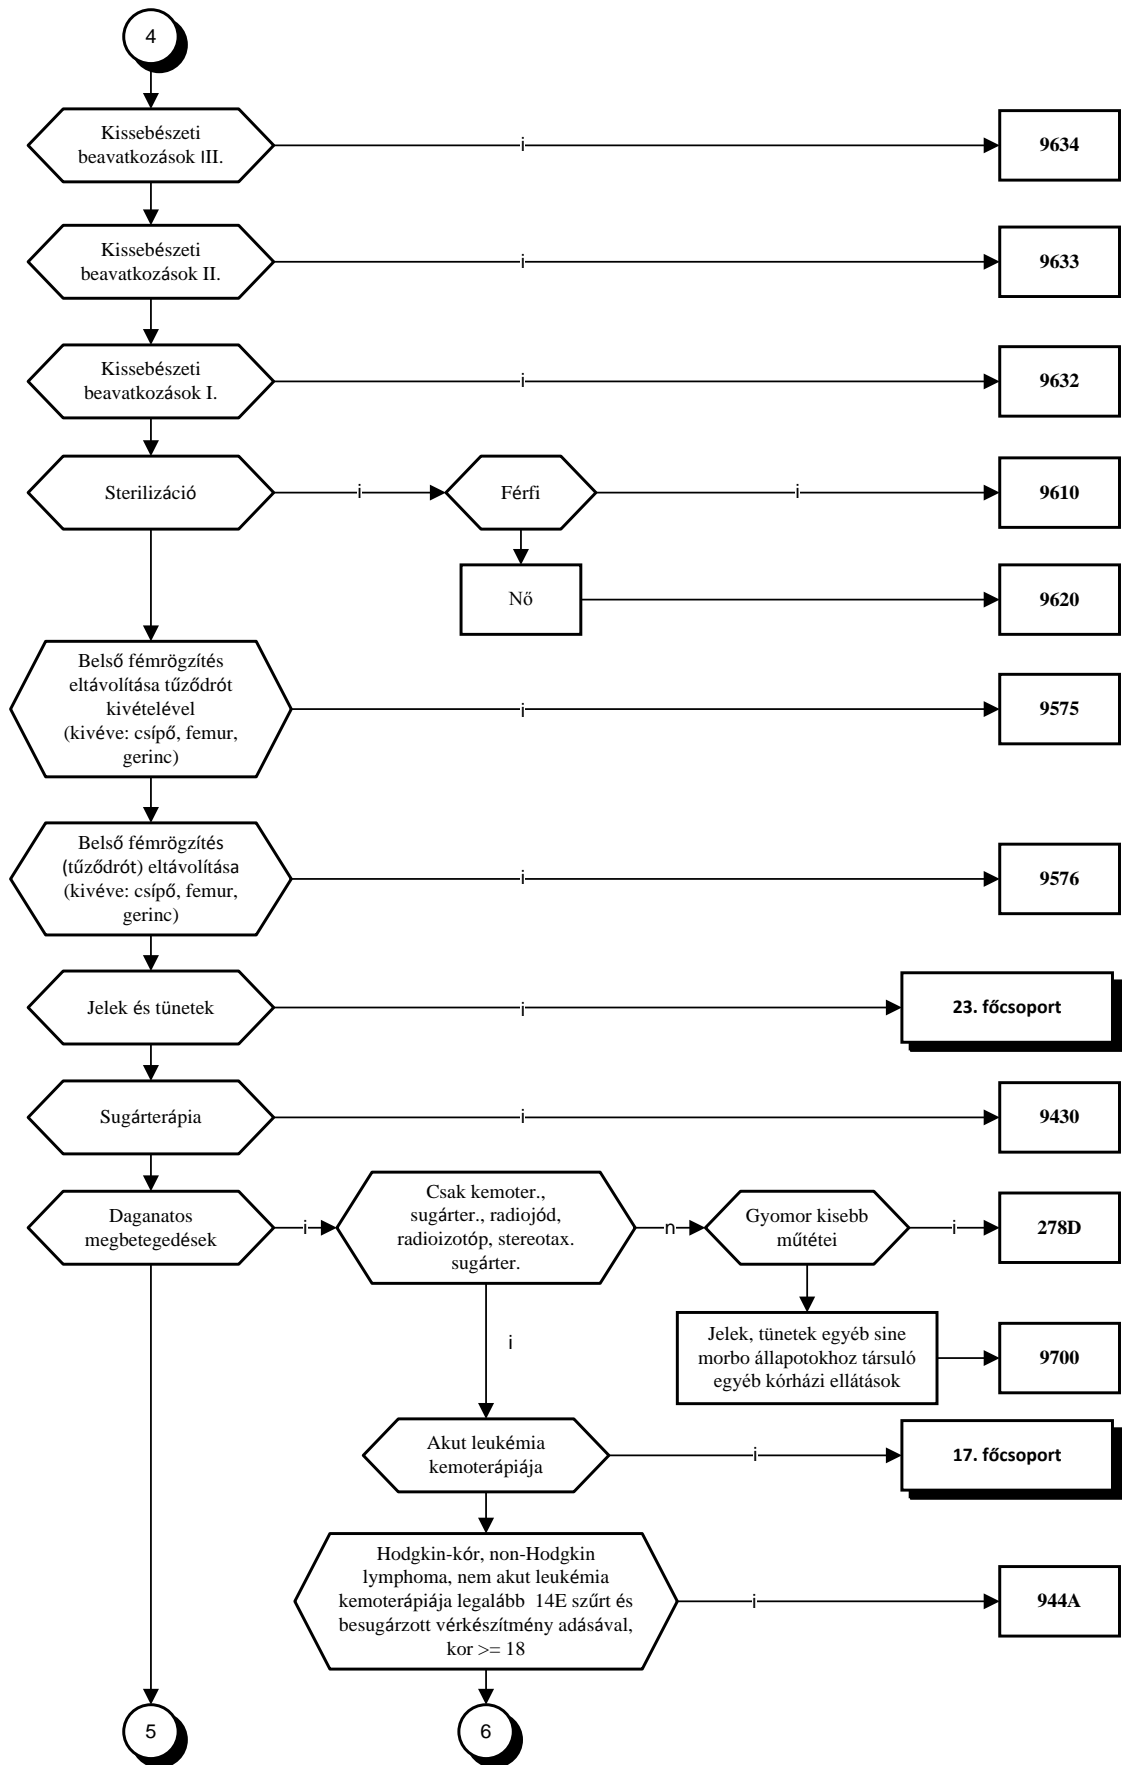 4
Kissebészeti
beavatkozások III.
i
9634
Kissebészeti
beavatkozások II.
i
9633
Kissebészeti
beavatkozások I.
i
9632
Sterilizáció
i
Férfi
i
9610
Nő
9620
Belső fémrögzítés
eltávolítása tűződrót
kivételével
(kivéve: csípő, femur,
gerinc)
i
9575
Belső fémrögzítés
(tűződrót) eltávolítása
(kivéve: csípő, femur,
gerinc)
i
9576
Jelek és tünetek
i
23. főcsoport
Sugárterápia
i
9430
Daganatos
megbetegedések
i
Csak kemoter.,
sugárter., radiojód,
radioizotóp, stereotax.
sugárter.
n
Gyomor kisebb
műtétei
i
278D
Jelek, tünetek egyéb sine
morbo állapotokhoz társuló
egyéb kórházi ellátások
9700
i
Akut leukémia
kemoterápiája
i
17. főcsoport
Hodgkin-kór, non-Hodgkin
lymphoma, nem akut leukémia
kemoterápiája legalább 14E szűrt és
besugárzott vérkészítmény adásával,
kor >= 18
i
944A
5
6